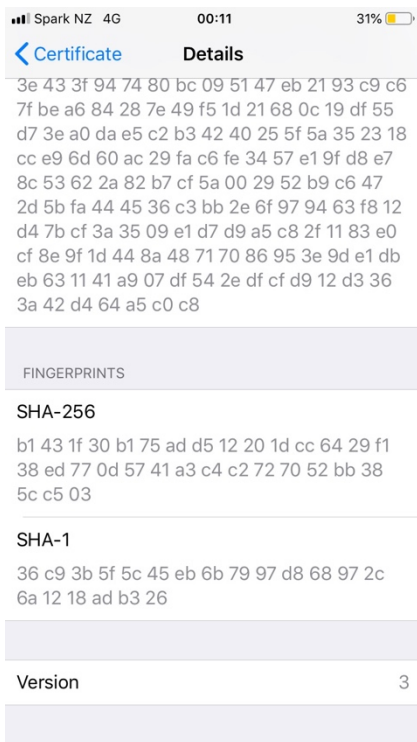 Spark NZ 4G 00:11 31%
Certificate Details
3e 43 3f 94 74 80 bc 09 51 47 eb 21 93 c9 c6
7f be a6 84 28 7e 49 f5 1d 21 68 0c 19 df 55
d7 3e a0 da e5 c2 b3 42 40 25 5f 5a 35 23 18
cc e9 6d 60 ac 29 fa c6 fe 34 57 e1 9f d8 e7
8c 53 62 2a 82 b7 cf 5a 00 29 52 b9 c6 47
2d 5b fa 44 45 36 c3 bb 2e 6f 97 94 63 f8 12
d4 7b cf 3a 35 09 e1 d7 d9 a5 c8 2f 11 83 e0
cf 8e 9f 1d 44 8a 48 71 70 86 95 3e 9d e1 db
eb 63 11 41 a9 07 df 54 2e df cf d9 12 d3 36
3a 42 d4 64 a5 c0 c8
FINGERPRINTS
SHA-256
b1 43 1f 30 b1 75 ad d5 12 20 1d cc 64 29 f1
38 ed 77 0d 57 41 a3 c4 c2 72 70 52 bb 38
5c c5 03
SHA-1
36 c9 3b 5f 5c 45 eb 6b 79 97 d8 68 97 2c
6a 12 18 ad b3 26
Version 3